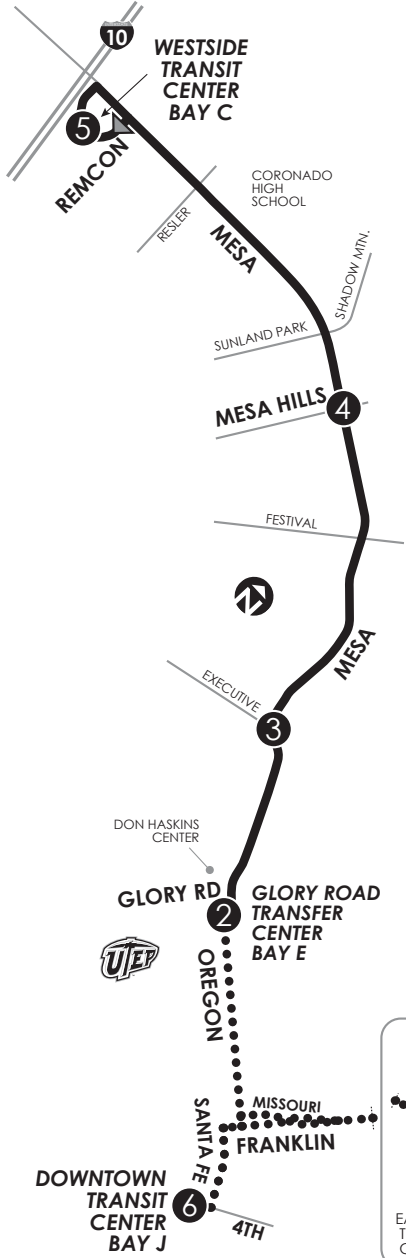 10
WESTSIDE
TRANSIT
CENTER
BAY C
5
REMCON
CORONADO
HIGH
SCHOOL
RESLER
MESA
SHADOW MTN.
SUNLAND PARK
MESA HILLS
4
FESTIVAL
N
MESA
EXECUTIVE
3
DON HASKINS
CENTER
GLORY RD
2
GLORY ROAD
TRANSFER
CENTER
BAY E
UTEP
OREGON
MISSOURI
SANTA FE
FRANKLIN
DOWNTOWN
TRANSIT
CENTER
BAY J
6
4TH